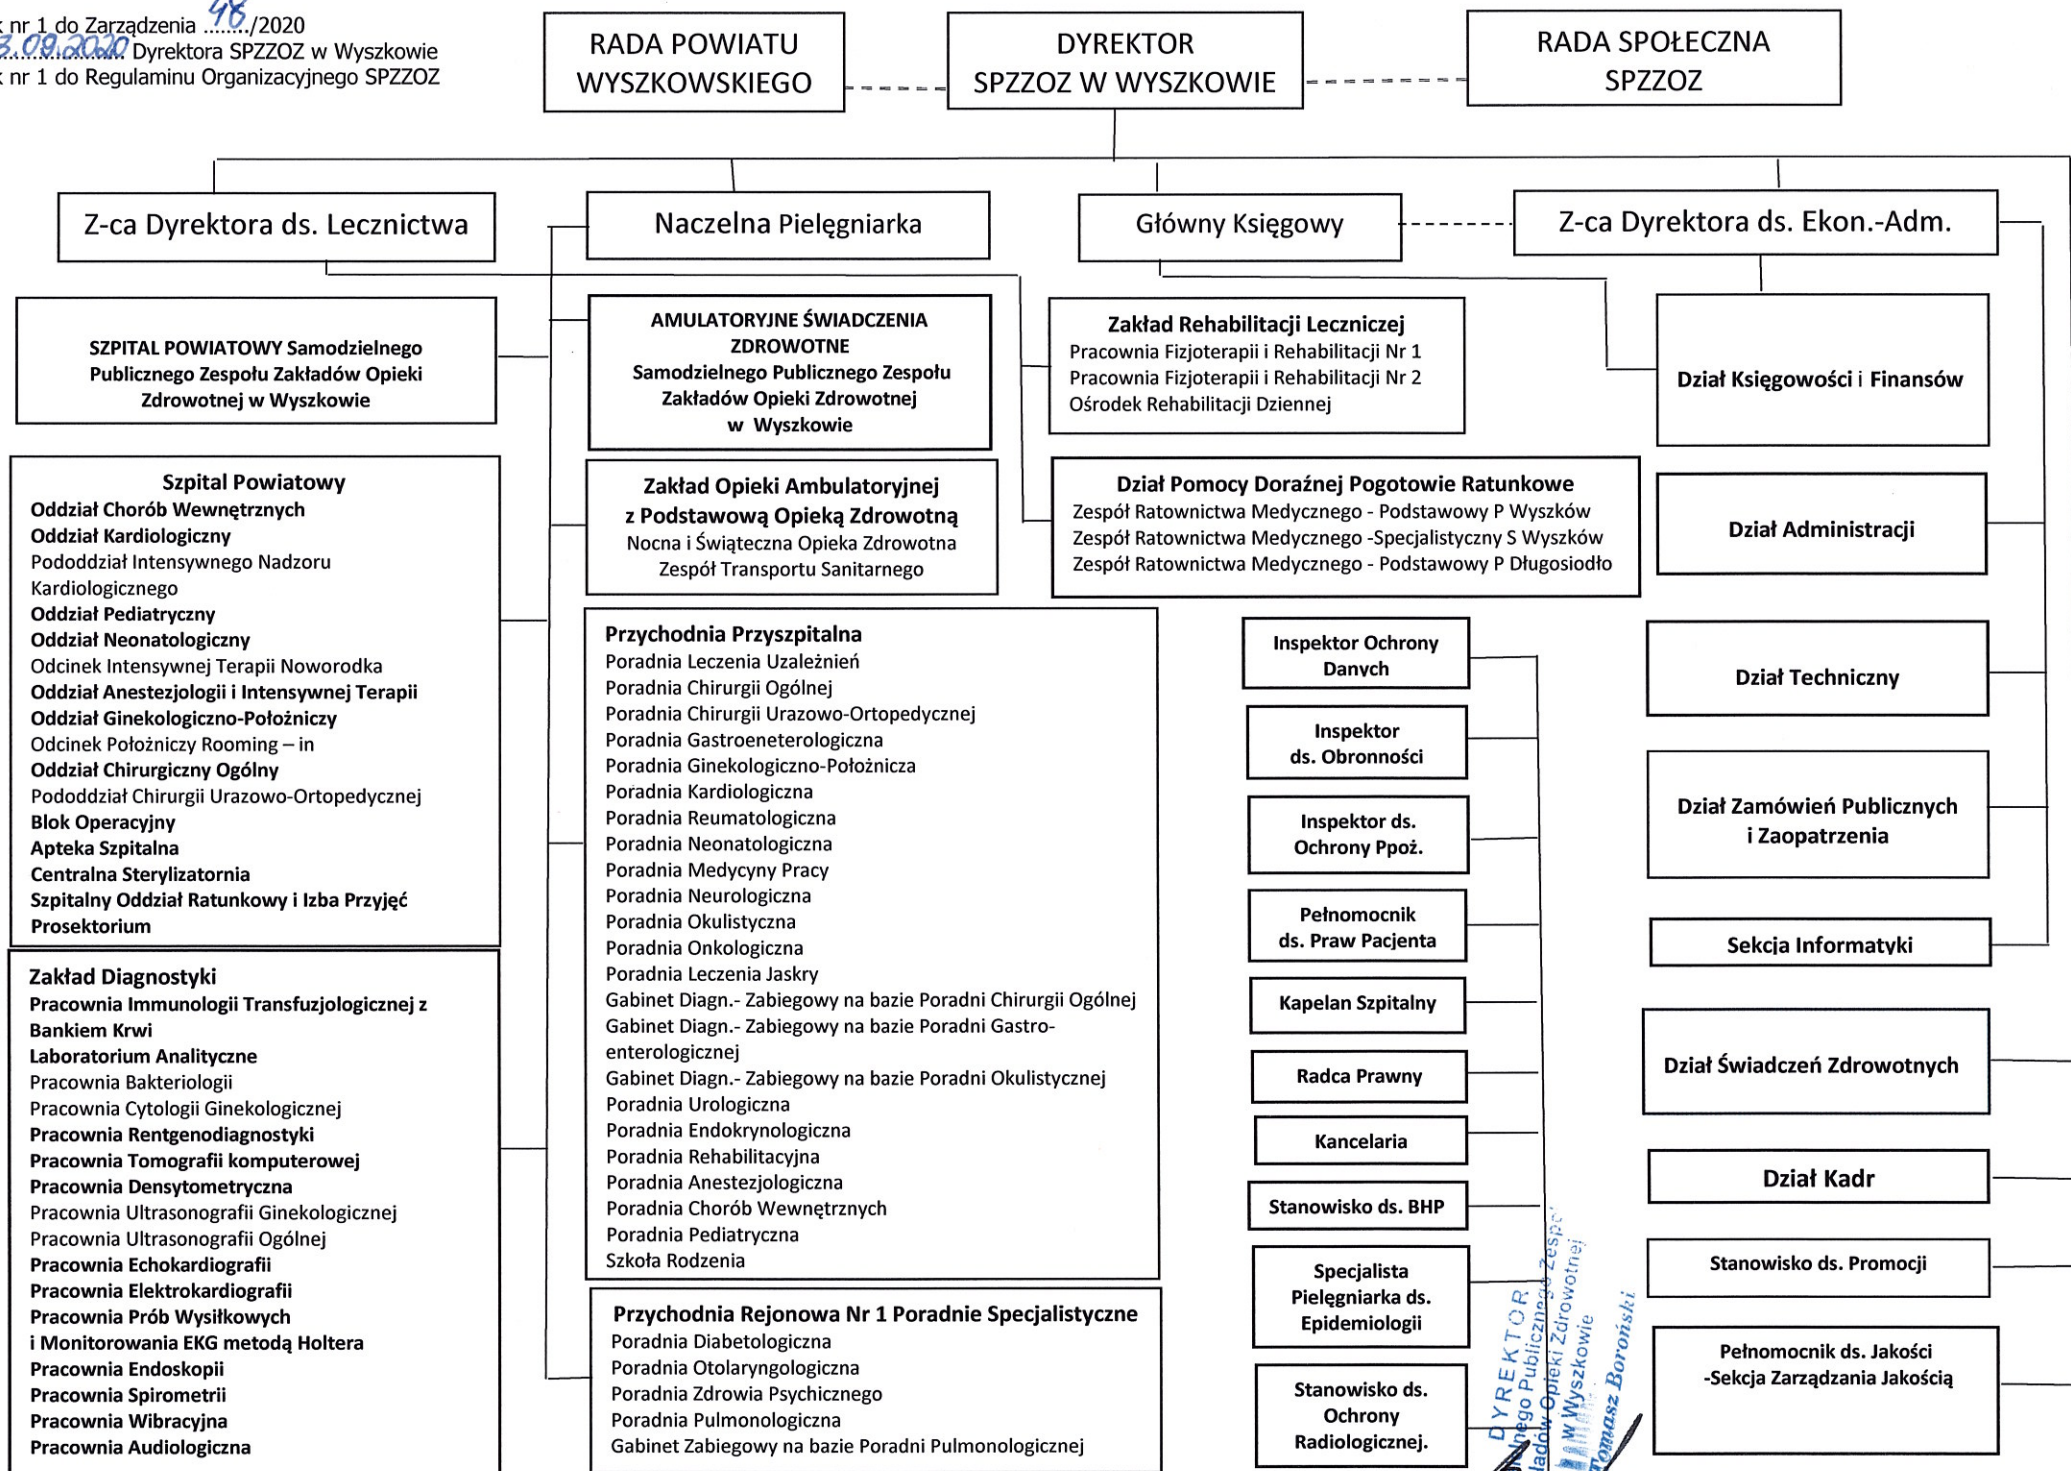 nr 1 do Zarządzenia 48/2020
.09.2020 Dyrektora SPZZOZ w Wyszkowie
nr 1 do Regulaminu Organizacyjnego SPZZOZ
RADA POWIATU
WYSZKOWSKIEGO
DYREKTOR
SPZZOZ W WYSZKOWIE
RADA SPOŁECZNA
SPZZOZ
Z-ca Dyrektora ds. Lecznictwa
Naczelna Pielęgniarka
Główny Księgowy
Z-ca Dyrektora ds. Ekon.-Adm.
SZPITAL POWIATOWY Samodzielnego
Publicznego Zespołu Zakładów Opieki
Zdrowotnej w Wyszkowie
AMULATORYJNE ŚWIADCZENIA
ZDROWOTNE
Samodzielnego Publicznego Zespołu
Zakładów Opieki Zdrowotnej
w Wyszkowie
Zakład Rehabilitacji Leczniczej
Pracownia Fizjoterapii i Rehabilitacji Nr 1
Pracownia Fizjoterapii i Rehabilitacji Nr 2
Ośrodek Rehabilitacji Dziennej
Dział Księgowości i Finansów
Szpital Powiatowy
Oddział Chorób Wewnętrznych
Oddział Kardiologiczny
Pododdział Intensywnego Nadzoru
Kardiologicznego
Oddział Pediatryczny
Oddział Neonatologiczny
Odcinek Intensywnej Terapii Noworodka
Oddział Anestezjologii i Intensywnej Terapii
Oddział Ginekologiczno-Położniczy
Odcinek Położniczy Rooming – in
Oddział Chirurgiczny Ogólny
Pododdział Chirurgii Urazowo-Ortopedycznej
Blok Operacyjny
Apteka Szpitalna
Centralna Sterylizatornia
Szpitalny Oddział Ratunkowy i Izba Przyjęć
Prosektorium
Zakład Opieki Ambulatoryjnej
z Podstawową Opieką Zdrowotną
Nocna i Świąteczna Opieka Zdrowotna
Zespół Transportu Sanitarnego
Dział Pomocy Doraźnej Pogotowie Ratunkowe
Zespół Ratownictwa Medycznego - Podstawowy P Wyszków
Zespół Ratownictwa Medycznego -Specjalistyczny S Wyszków
Zespół Ratownictwa Medycznego - Podstawowy P Długosiodło
Dział Administracji
Przychodnia Przyszpitalna
Poradnia Leczenia Uzależnień
Poradnia Chirurgii Ogólnej
Poradnia Chirurgii Urazowo-Ortopedycznej
Poradnia Gastroeneterologiczna
Poradnia Ginekologiczno-Położnicza
Poradnia Kardiologiczna
Poradnia Reumatologiczna
Poradnia Neonatologiczna
Poradnia Medycyny Pracy
Poradnia Neurologiczna
Poradnia Okulistyczna
Poradnia Onkologiczna
Poradnia Leczenia Jaskry
Gabinet Diagn.- Zabiegowy na bazie Poradni Chirurgii Ogólnej
Gabinet Diagn.- Zabiegowy na bazie Poradni Gastro-
enterologicznej
Gabinet Diagn.- Zabiegowy na bazie Poradni Okulistycznej
Poradnia Urologiczna
Poradnia Endokrynologiczna
Poradnia Rehabilitacyjna
Poradnia Anestezjologiczna
Poradnia Chorób Wewnętrznych
Poradnia Pediatryczna
Szkoła Rodzenia
Inspektor Ochrony
Danych
Inspektor
ds. Obronności
Inspektor ds.
Ochrony Ppoż.
Pełnomocnik
ds. Praw Pacjenta
Kapelan Szpitalny
Radca Prawny
Kancelaria
Stanowisko ds. BHP
Specjalista
Pielęgniarka ds.
Epidemiologii
Stanowisko ds.
Ochrony
Radiologicznej.
Dział Techniczny
Dział Zamówień Publicznych
i Zaopatrzenia
Sekcja Informatyki
Dział Świadczeń Zdrowotnych
Dział Kadr
Stanowisko ds. Promocji
Pełnomocnik ds. Jakości
-Sekcja Zarządzania Jakością
Zakład Diagnostyki
Pracownia Immunologii Transfuzjologicznej z
Bankiem Krwi
Laboratorium Analityczne
Pracownia Bakteriologii
Pracownia Cytologii Ginekologicznej
Pracownia Rentgenodiagnostyki
Pracownia Tomografii komputerowej
Pracownia Densytometryczna
Pracownia Ultrasonografii Ginekologicznej
Pracownia Ultrasonografii Ogólnej
Pracownia Echokardiografii
Pracownia Elektrokardiografii
Pracownia Prób Wysiłkowych
i Monitorowania EKG metodą Holtera
Pracownia Endoskopii
Pracownia Spirometrii
Pracownia Wibracyjna
Pracownia Audiologiczna
Przychodnia Rejonowa Nr 1 Poradnie Specjalistyczne
Poradnia Diabetologiczna
Poradnia Otolaryngologiczna
Poradnia Zdrowia Psychicznego
Poradnia Pulmonologiczna
Gabinet Zabiegowy na bazie Poradni Pulmonologicznej
DYREKTOR
Publicznego
Opieki Zdrowotnej
w Wyszkowie
Tomasz Boroński